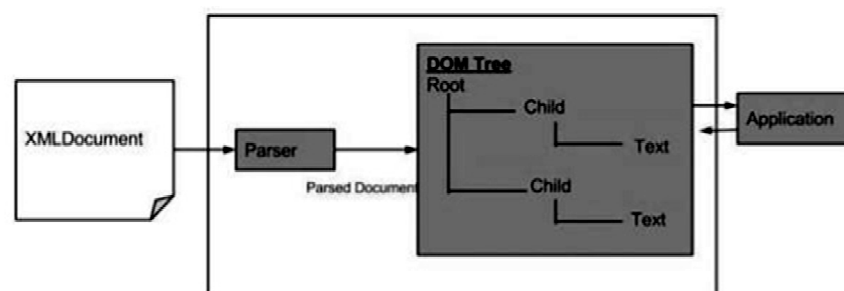 XMLDocument
Parser
Parsed Document
DOM Tree
Root
Child
Text
Child
Text
Application